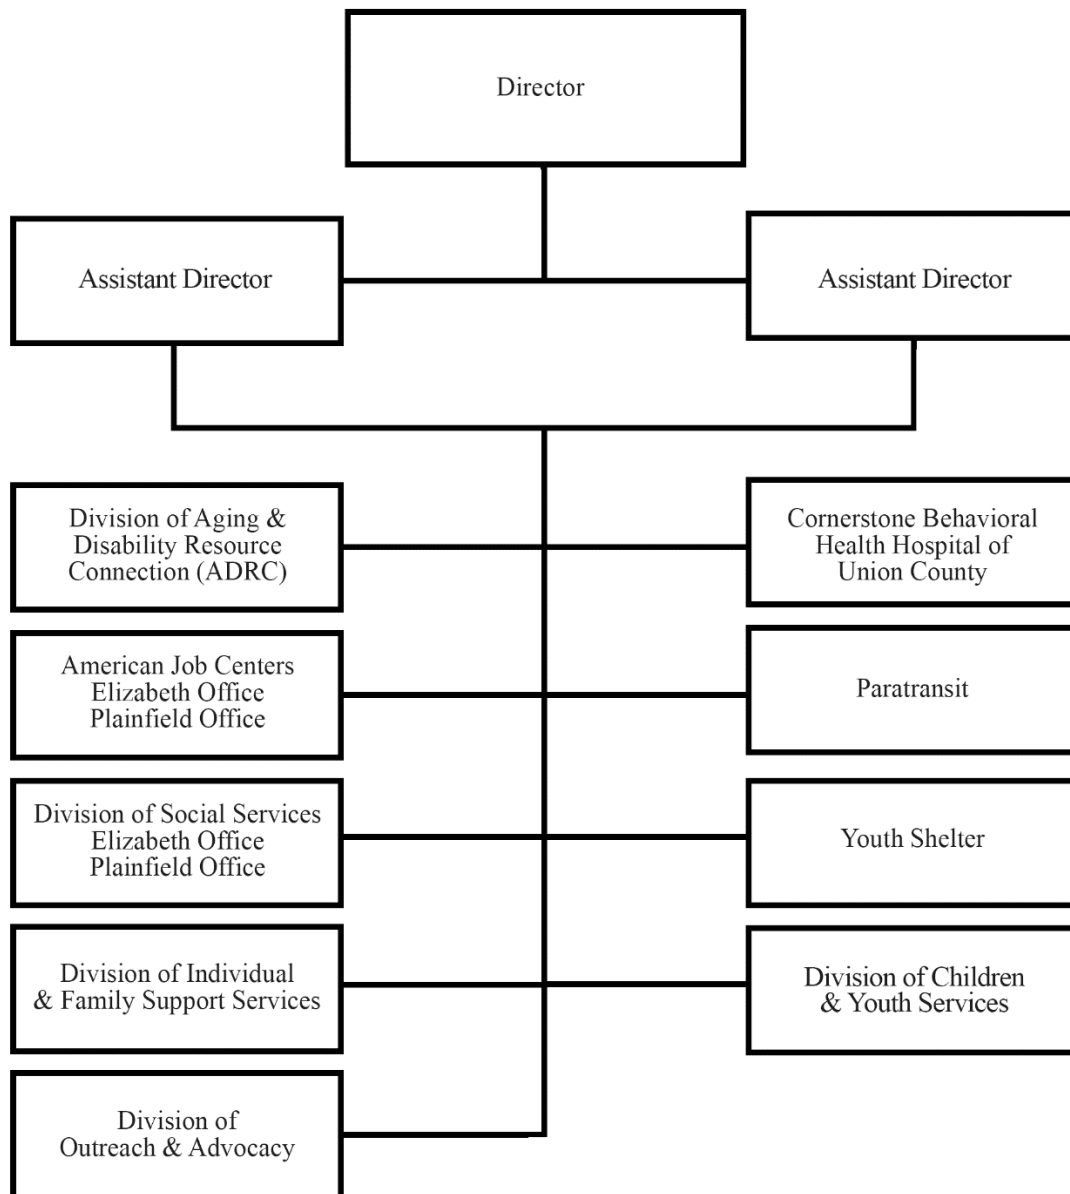 Director
Assistant Director
Assistant Director
Division of Aging &
Disability Resource
Connection (ADRC)
Cornerstone Behavioral
Health Hospital of
Union County
American Job Centers
Elizabeth Office
Plainfield Office
Paratransit
Division of Social Services
Elizabeth Office
Plainfield Office
Youth Shelter
Division of Individual
& Family Support Services
Division of Children
& Youth Services
Division of
Outreach & Advocacy